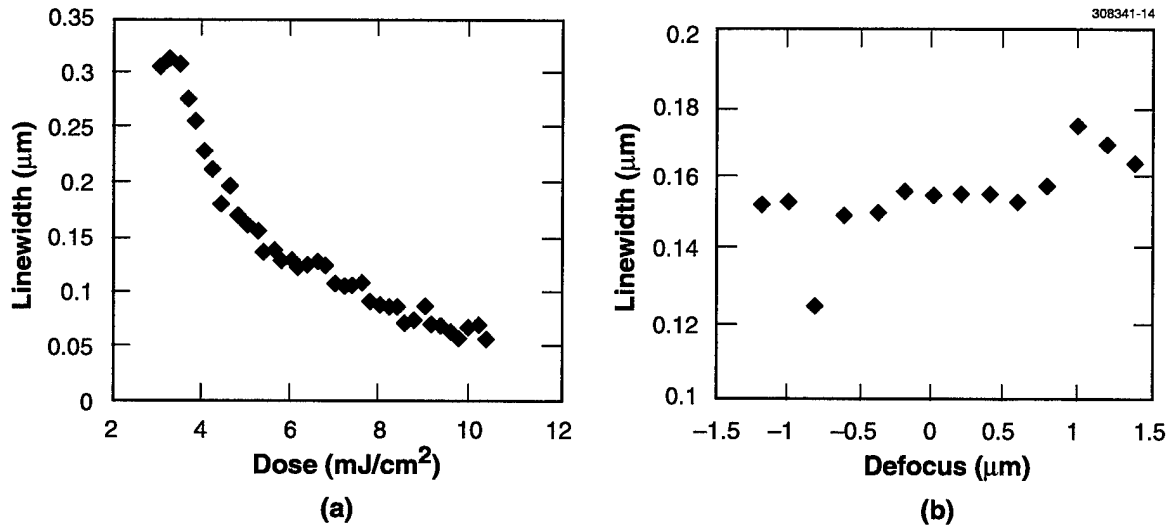 308341-14
Linewidth (μm)
0.35
0.3
0.25
0.2
0.15
0.1
0.05
0
2 4 6 8 10 12
Dose (mJ/cm²)
(a)
Linewidth (μm)
0.2
0.18
0.16
0.14
0.12
0.1
–1.5 –1 –0.5 0 0.5 1 1.5
Defocus (μm)
(b)